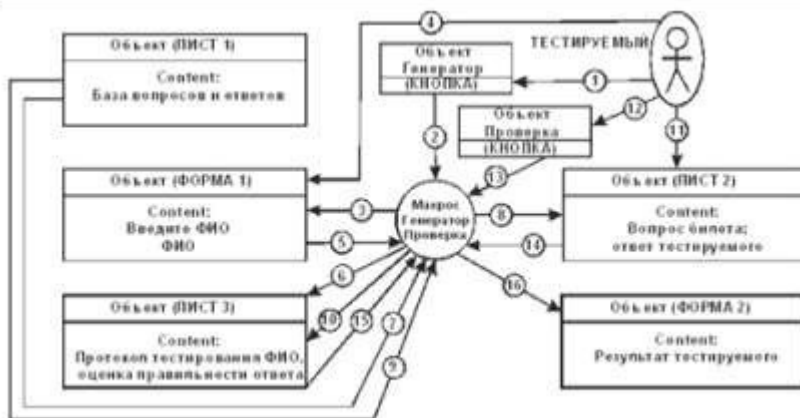 Объект (ЛИСТ 1)
Content:
База вопросов и ответов
4
ТЕСТИРУЕМЫЙ
Объект
Генератор
(КНОПКА)
1
2
12
Объект
Проверка
(КНОПКА)
11
13
Объект (ФОРМА 1)
Content:
Введите ФИО
ФИО
3
5
Макрос
Генератор
Проверка
8
14
Объект (ЛИСТ 2)
Content:
Вопрос билета;
ответ тестируемого
6
10
15
7
9
16
Объект (ЛИСТ 3)
Content:
Протокол тестирования ФИО,
оценка правильности ответа
Объект (ФОРМА 2)
Content:
Результат тестируемого